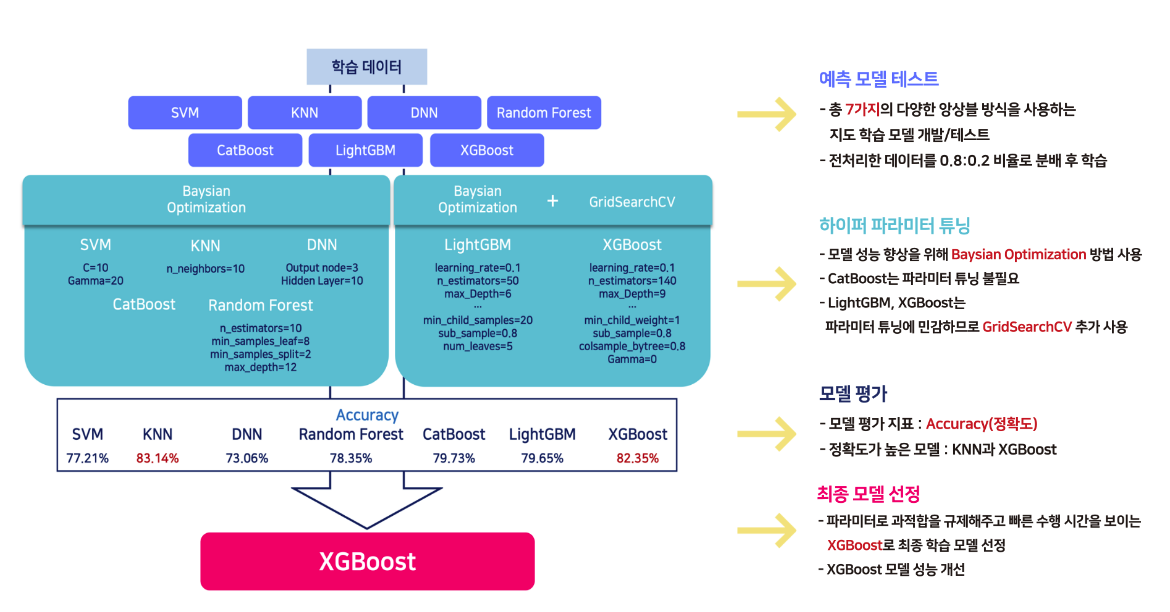 학습 데이터
SVM
KNN
DNN
Random Forest
CatBoost
LightGBM
XGBoost
Baysian
Optimization
Baysian
Optimization
+
GridSearchCV
SVM
C=10
Gamma=20
KNN
n_neighbors=10
DNN
Output node=3
Hidden Layer=10
CatBoost
Random Forest
n_estimators=10
min_samples_leaf=8
min_samples_split=2
max_depth=12
LightGBM
learning_rate=0.1
n_estimators=50
max_Depth=6
...
min_child_samples=20
sub_sample=0.8
num_leaves=5
XGBoost
learning_rate=0.1
n_estimators=140
max_Depth=9
...
min_child_weight=1
sub_sample=0.8
colsample_bytree=0.8
Gamma=0
Accuracy
SVM KNN DNN Random Forest CatBoost LightGBM XGBoost
77.21% 83.14% 73.06% 78.35% 79.73% 79.65% 82.35%
XGBoost
예측 모델 테스트
- 총 7가지의 다양한 앙상블 방식을 사용하는
지도 학습 모델 개발/테스트
- 전처리한 데이터를 0.8:0.2 비율로 분배 후 학습
하이퍼 파라미터 튜닝
- 모델 성능 향상을 위해 Baysian Optimization 방법 사용
- CatBoost는 파라미터 튜닝 불필요
- LightGBM, XGBoost는
파라미터 튜닝에 민감하므로 GridSearchCV 추가 사용
모델 평가
- 모델 평가 지표 : Accuracy(정확도)
- 정확도가 높은 모델 : KNN과 XGBoost
최종 모델 선정
- 파라미터로 과적합을 규제해주고 빠른 수행 시간을 보이는
XGBoost로 최종 학습 모델 선정
- XGBoost 모델 성능 개선